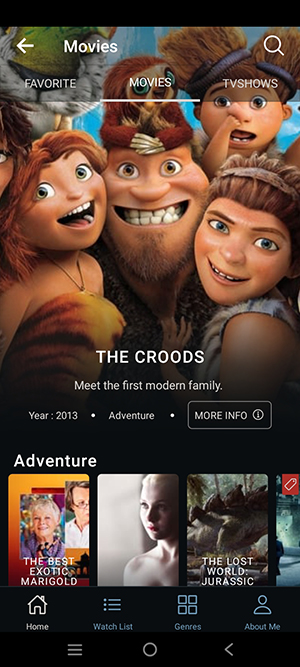 Movies
FAVORITE
MOVIES
TVSHOWS
THE CROODS
Meet the first modern family.
Year : 2013 • Adventure • MORE INFO
Adventure
THE BEST
EXOTIC
MARIGOLD
THE LOST
WORLD:
JURASSIC
Home
Watch List
Genres
About Me